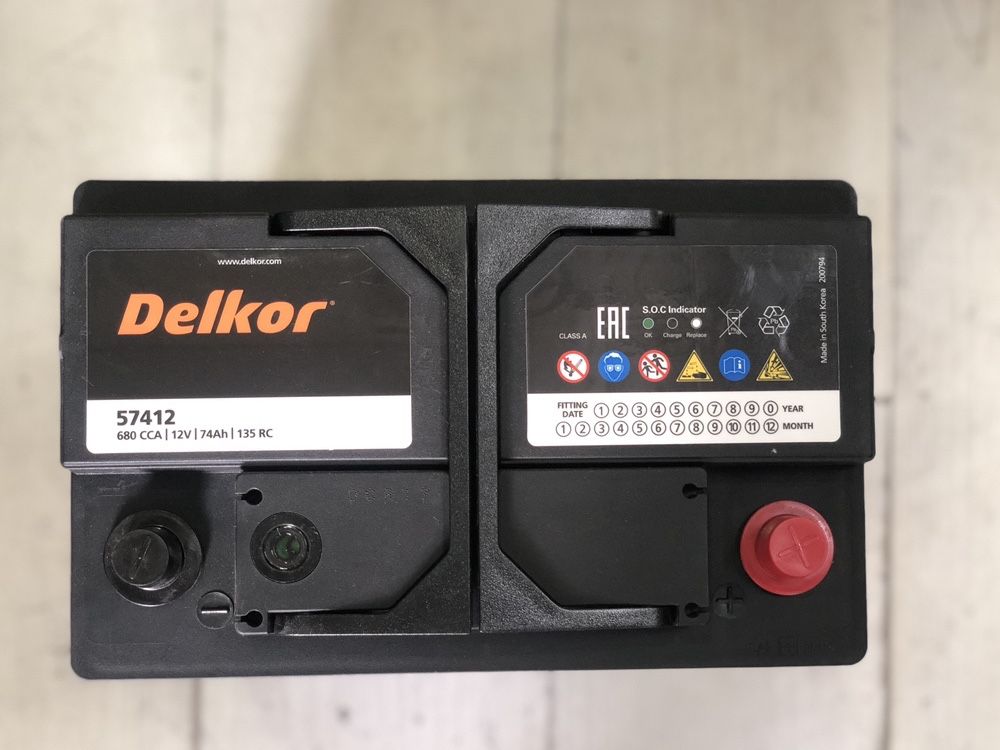 www.delkor.com
Delkor®
57412
680 CCA | 12V | 74Ah | 135 RC
CLASS A
EAC
S.O.C Indicator
OK Charge Replace
Pb
Made in South Korea 200794
FITTING DATE
1 2 3 4 5 6 7 8 9 0 YEAR
1 2 3 4 5 6 7 8 9 10 11 12 MONTH